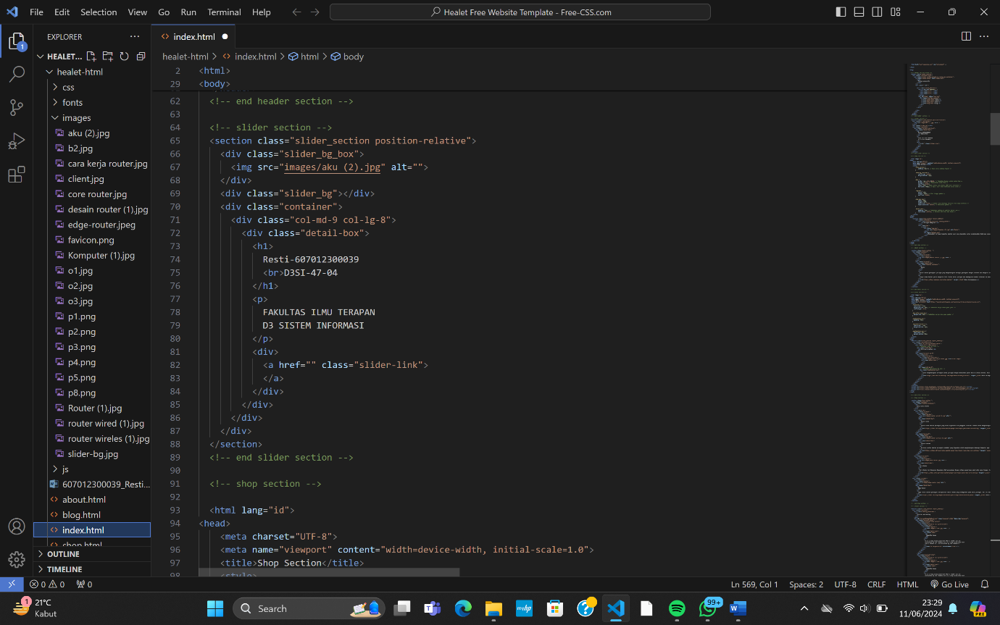 File Edit Selection View Go Run Terminal Help
Healet Free Website Template - Free-CSS.com
EXPLORER
1
HEALET...
healet-html
css
fonts
images
aku (2).jpg
b2.jpg
cara kerja router.jpg
client.jpg
core router.jpg
desain router (1).jpg
edge-router.jpeg
favicon.png
Komputer (1).jpg
o1.jpg
o2.jpg
o3.jpg
p1.png
p2.png
p3.png
p4.png
p5.png
p8.png
Router (1).jpg
router wired (1).jpg
router wireles (1).jpg
slider-bg.jpg
js
607012300039_Resti...
about.html
blog.html
index.html
shop.html
OUTLINE
TIMELINE
index.html
healet-html > index.html > html > body
2 <html>
29 <body>
62 <!-- end header section -->
63
64 <!-- slider section -->
65 <section class="slider_section position-relative">
66 <div class="slider_bg_box">
67 <img src="images/aku (2).jpg" alt="">
68 </div>
69 <div class="slider_bg"></div>
70 <div class="container">
71 <div class="col-md-9 col-lg-8">
72 <div class="detail-box">
73 <h1>
74 Resti-607012300039
75 <br>D3SI-47-04
76 </h1>
77 <p>
78 FAKULTAS ILMU TERAPAN
79 D3 SISTEM INFORMASI
80 </p>
81 <div>
82 <a href="" class="slider-link">
83 </a>
84 </div>
85 </div>
86 </div>
87 </div>
88 </section>
89 <!-- end slider section -->
90
91 <!-- shop section -->
92
93 <html lang="id">
94 <head>
95 <meta charset="UTF-8">
96 <meta name="viewport" content="width=device-width, initial-scale=1.0">
97 <title>Shop Section</title>
98 <style>
0 0 0 Ln 569, Col 1 Spaces: 2 UTF-8 CRLF HTML Go Live
1 21°C
Kabut
Search
mhp
99+
23:29
11/06/2024
PRE